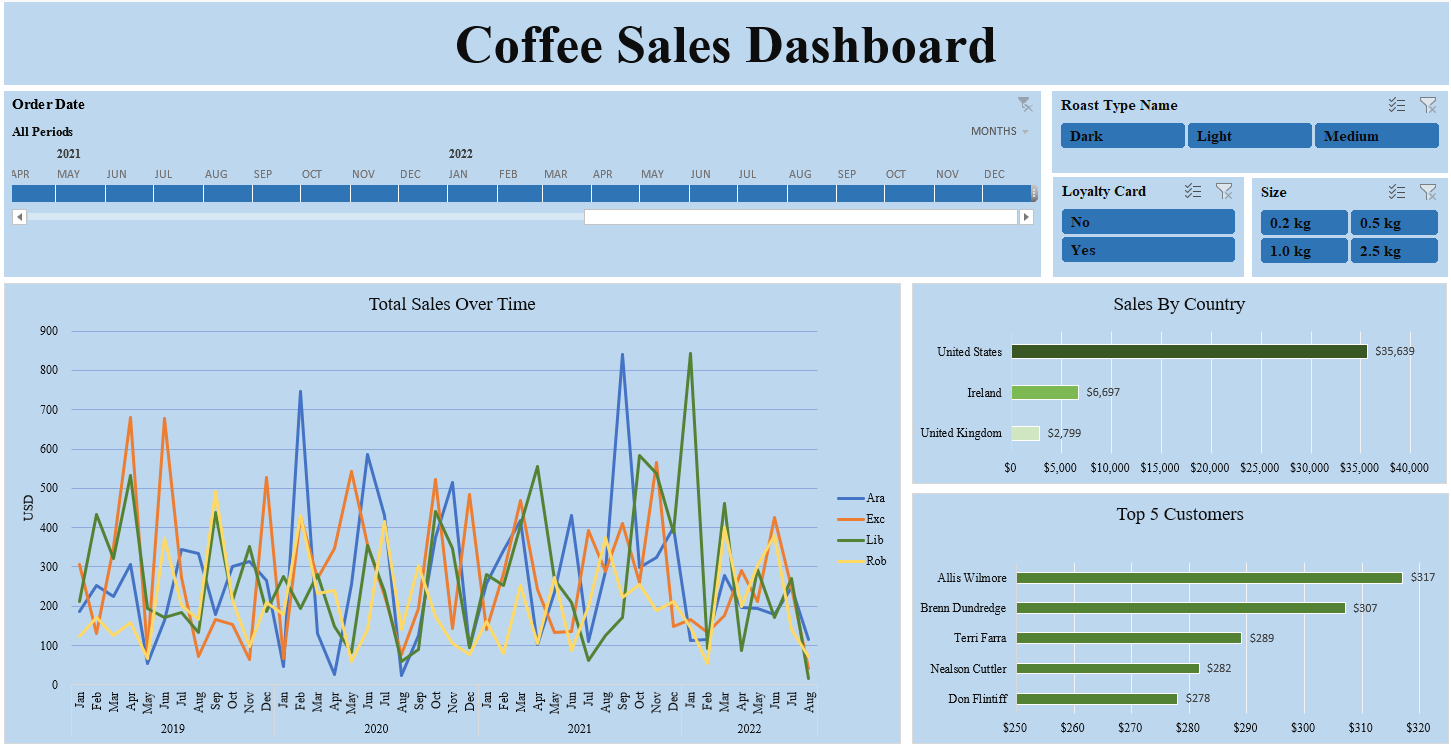 Coffee Sales Dashboard
Order Date
All Periods
MONTHS
2021 2022
APR MAY JUN JUL AUG SEP OCT NOV DEC JAN FEB MAR APR MAY JUN JUL AUG SEP OCT NOV DEC
Roast Type Name
Dark Light Medium
Loyalty Card
No
Yes
Size
0.2 kg 0.5 kg
1.0 kg 2.5 kg
Total Sales Over Time
900
800
700
600
500
400
300
200
100
0
USD
Jan Feb Mar Apr May Jun Jul Aug Sep Oct Nov Dec Jan Feb Mar Apr May Jun Jul Aug Sep Oct Nov Dec Jan Feb Mar Apr May Jun Jul Aug Sep Oct Nov Dec Jan Feb Mar Apr May Jun Jul Aug
2019 2020 2021 2022
Ara
Exc
Lib
Rob
Sales By Country
United States $35,639
Ireland $6,697
United Kingdom $2,799
$0 $5,000 $10,000 $15,000 $20,000 $25,000 $30,000 $35,000 $40,000
Top 5 Customers
Allis Wilmore $317
Brenn Dundredge $307
Terri Farra $289
Nealson Cuttler $282
Don Flintiff $278
$250 $260 $270 $280 $290 $300 $310 $320